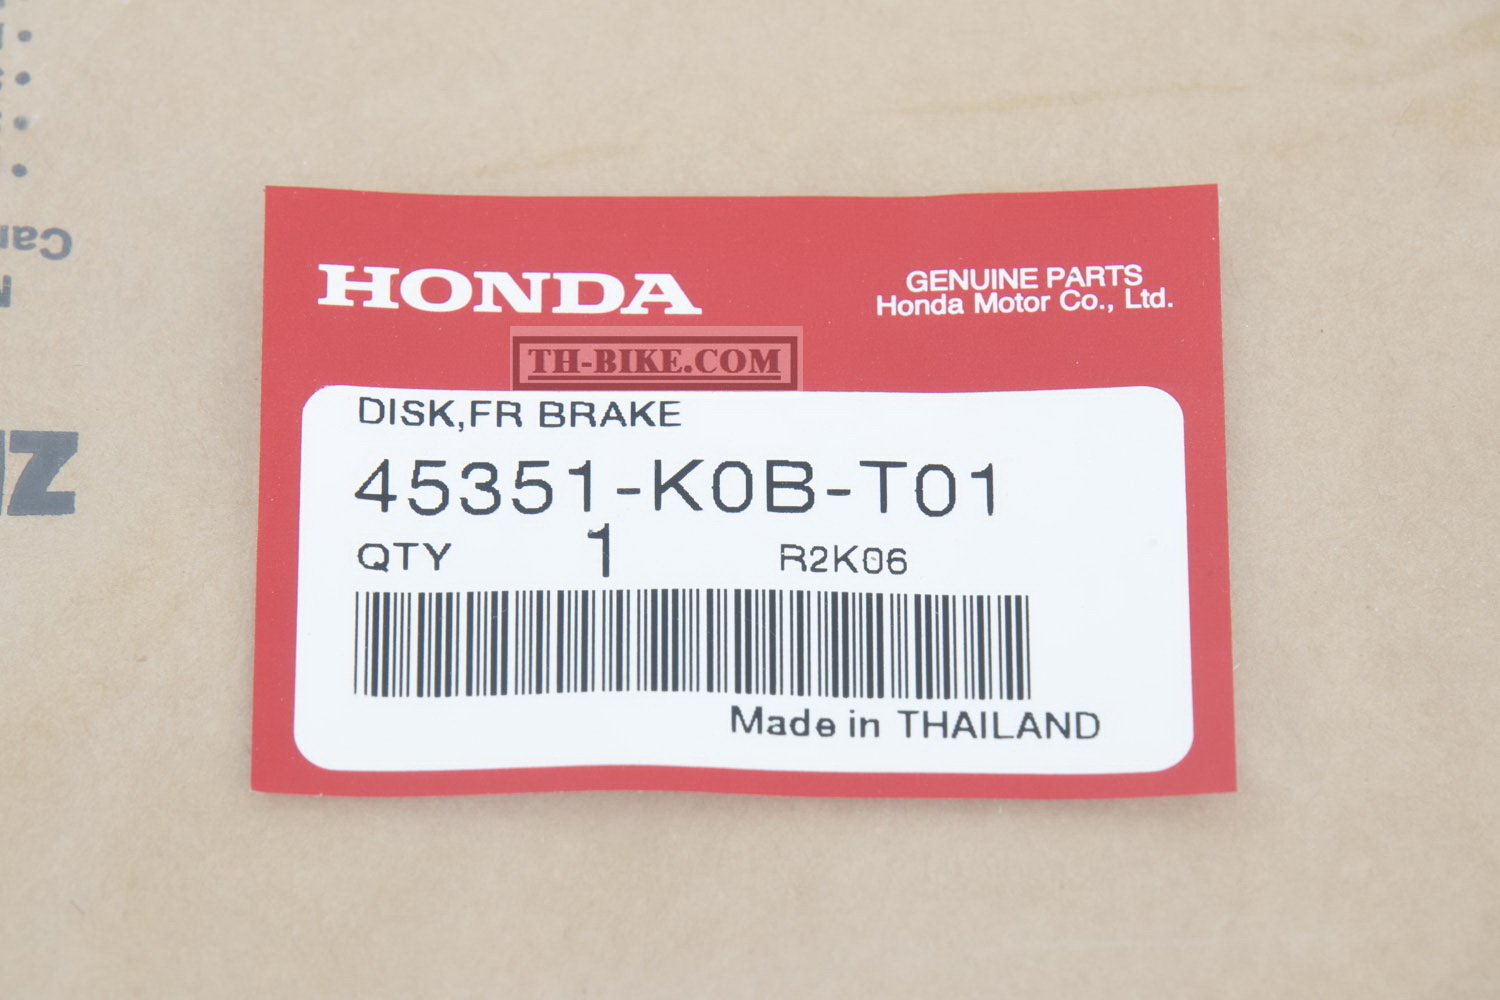 HONDA
GENUINE PARTS
Honda Motor Co., Ltd.
TH-BIKE.COM
DISK,FR BRAKE
45351-K0B-T01
QTY 1 R2K06
Made in THAILAND